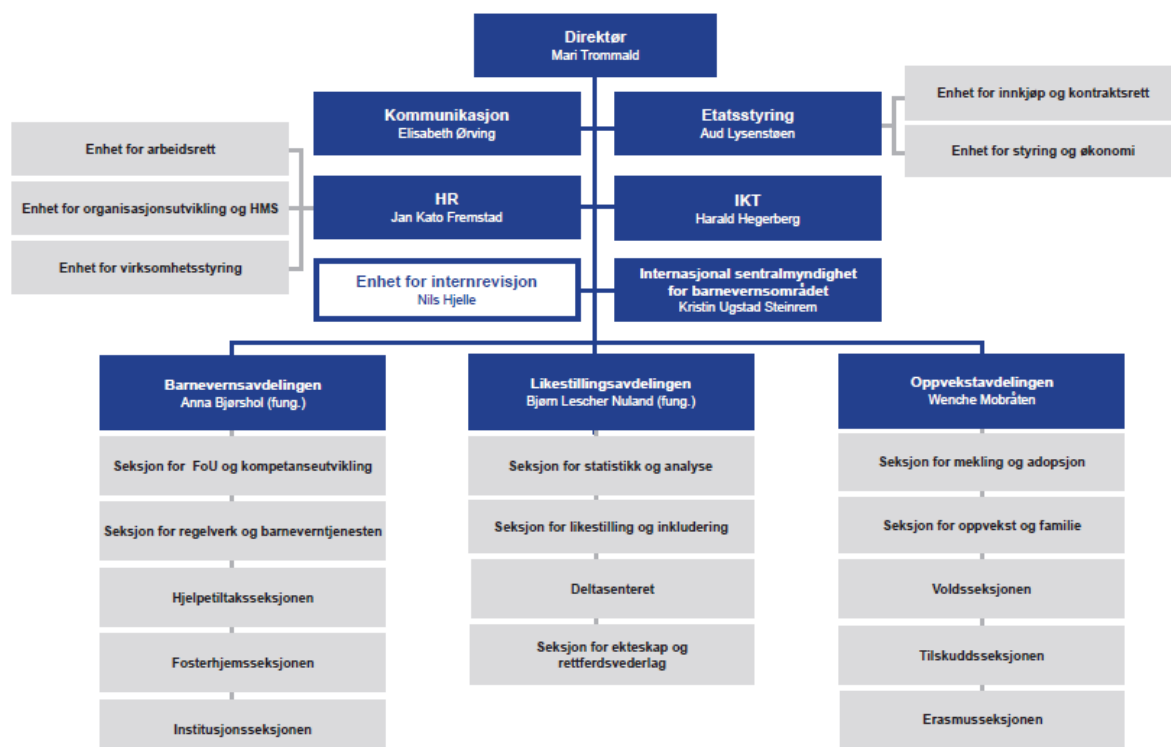 Direktør
Mari Trommald
Kommunikasjon
Elisabeth Ørving
Etatsstyring
Aud Lysenstøen
Enhet for innkjøp og kontraktsrett
Enhet for styring og økonomi
Enhet for arbeidsrett
Enhet for organisasjonsutvikling og HMS
Enhet for virksomhetsstyring
HR
Jan Kato Fremstad
IKT
Harald Hegerberg
Enhet for internrevisjon
Nils Hjelle
Internasjonal sentralmyndighet
for barnevernsområdet
Kristin Ugstad Steinrem
Barnevernsavdelingen
Anna Bjørshol (fung.)
Seksjon for FoU og kompetanseutvikling
Seksjon for regelverk og barneverntjenesten
Hjelpetiltaksseksjonen
Fosterhjemsseksjonen
Institusjonsseksjonen
Likestillingsavdelingen
Bjørn Lescher Nuland (fung.)
Seksjon for statistikk og analyse
Seksjon for likestilling og inkludering
Deltasenteret
Seksjon for ekteskap og
rettferdsvederlag
Oppvekstavdelingen
Wenche Mobråten
Seksjon for mekling og adopsjon
Seksjon for oppvekst og familie
Voldsseksjonen
Tilskuddsseksjonen
Erasmusseksjonen